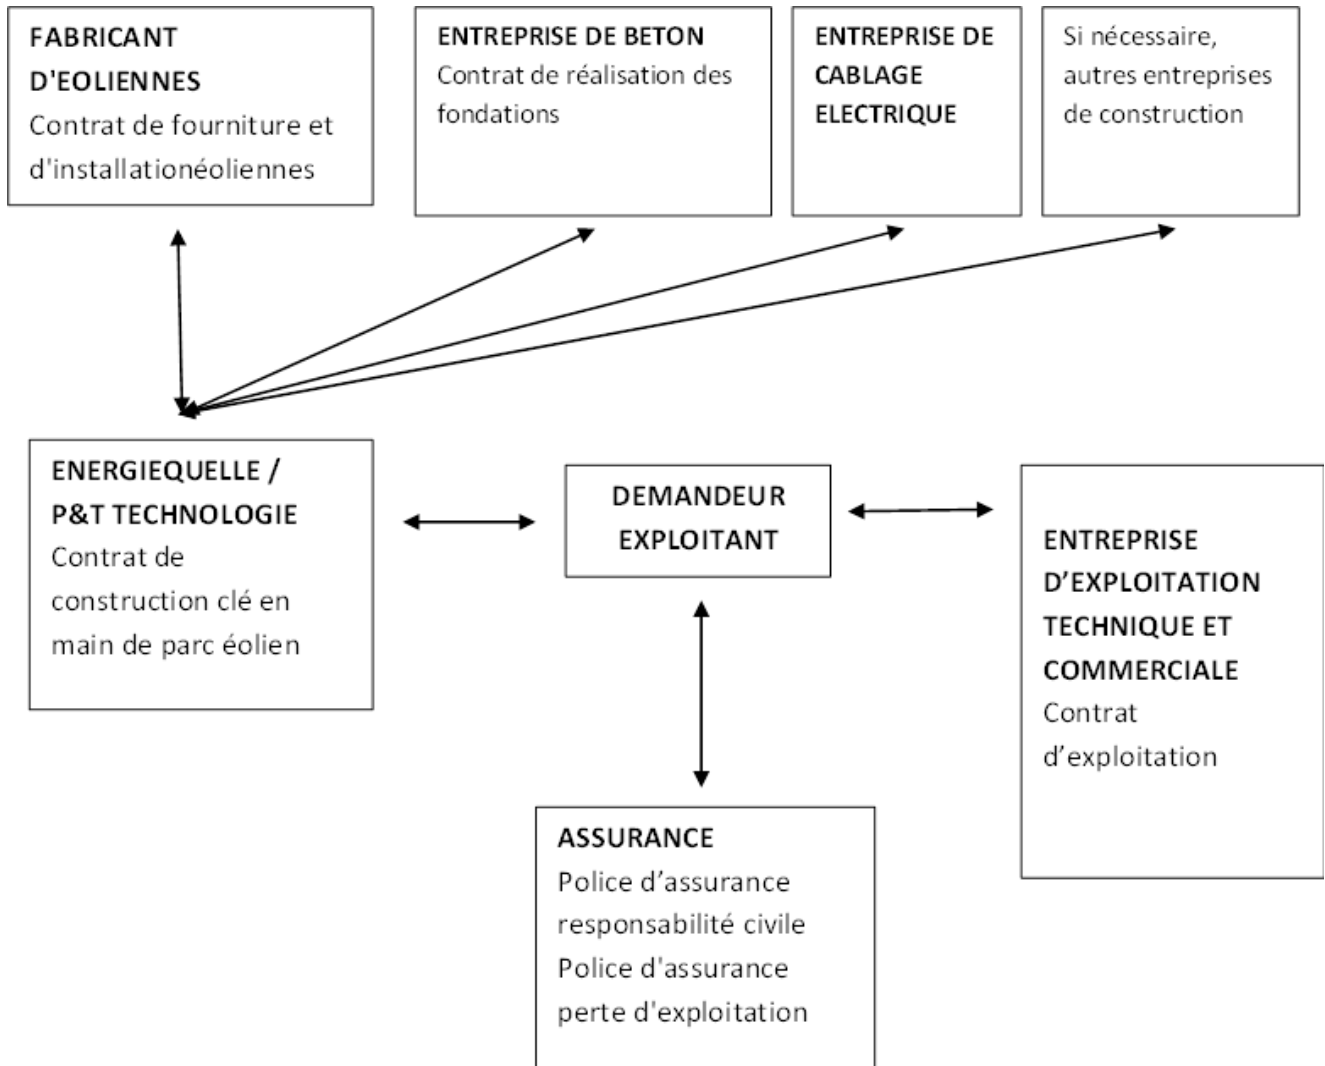 FABRICANT
D'EOLIENNES
Contrat de fourniture et
d'installationéoliennes
ENTREPRISE DE BETON
Contrat de réalisation des
fondations
ENTREPRISE DE
CABLAGE
ELECTRIQUE
Si nécessaire,
autres entreprises
de construction
ENERGIEQUELLE /
P&T TECHNOLOGIE
Contrat de
construction clé en
main de parc éolien
DEMANDEUR
EXPLOITANT
ENTREPRISE
D’EXPLOITATION
TECHNIQUE ET
COMMERCIALE
Contrat
d’exploitation
ASSURANCE
Police d’assurance
responsabilité civile
Police d'assurance
perte d'exploitation